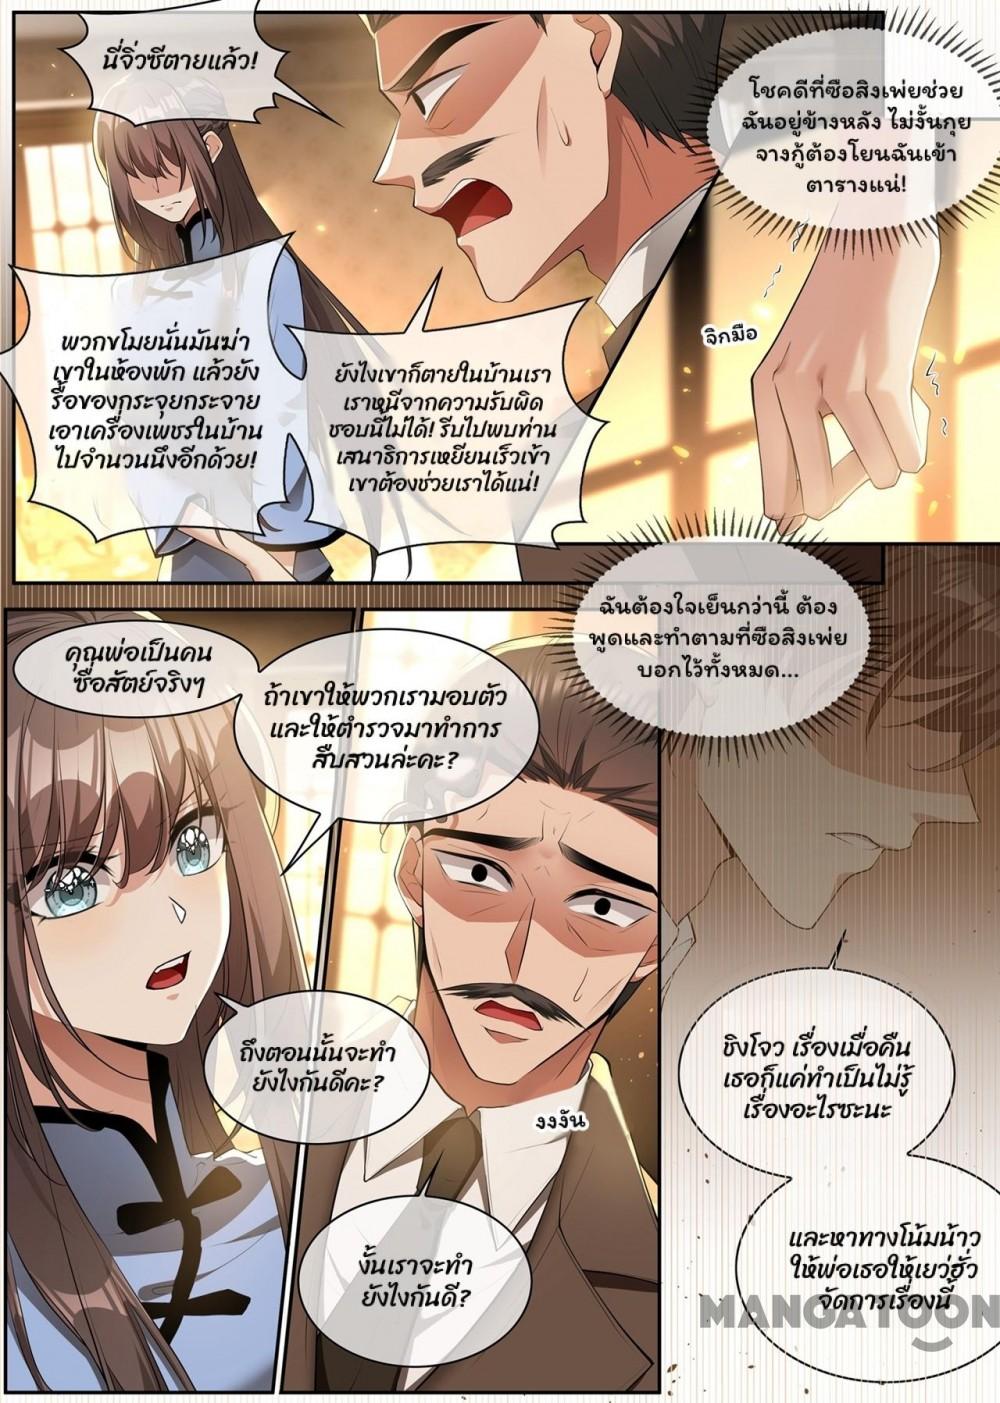 นี่จิ่วซีตายแล้ว!
โชคดีที่ซือสิงเพ่ยช่วย
ฉันอยู่ข้างหลัง ไม่งั้นกุย
จางกู้ต้องโยนฉันเข้า
ตารางแน่!
พวกขโมยนั่นมันฆ่า
เขาในห้องพัก แล้วยัง
รื้อของกระจุยกระจาย
เอาเครื่องเพชรในบ้าน
ไปจำนวนนึงอีกด้วย!
ยังไงเขาก็ตายในบ้านเรา
เราหนีจากความรับผิด
ชอบนี้ไม่ได้! รีบไปพบท่าน
เสนาธิการเหยียนเร็วเข้า
เขาต้องช่วยเราได้แน่!
จิกมือ
ฉันต้องใจเย็นกว่านี้ ต้อง
พูดและทำตามที่ซือสิงเพ่ย
บอกไว้ทั้งหมด...
คุณพ่อเป็นคน
ซื่อสัตย์จริงๆ
ถ้าเขาให้พวกเรามอบตัว
และให้ตำรวจมาทำการ
สืบสวนล่ะคะ?
ถึงตอนนั้นจะทำ
ยังไงกันดีคะ?
งงงัน
งั้นเราจะทำ
ยังไงกันดี?
ชิงโจว เรื่องเมื่อคืน
เธอก็แค่ทำเป็นไม่รู้
เรื่องอะไรซะนะ
และหาทางโน้มน้าว
ให้พ่อเธอให้เยว่ฮั่ว
จัดการเรื่องนี้
MANGATOON